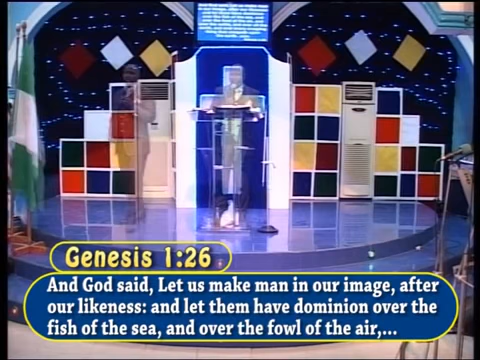 Genesis 1:26
And God said, Let us make man in our image, after
our likeness: and let them have dominion over the
fish of the sea, and over the fowl of the air,...